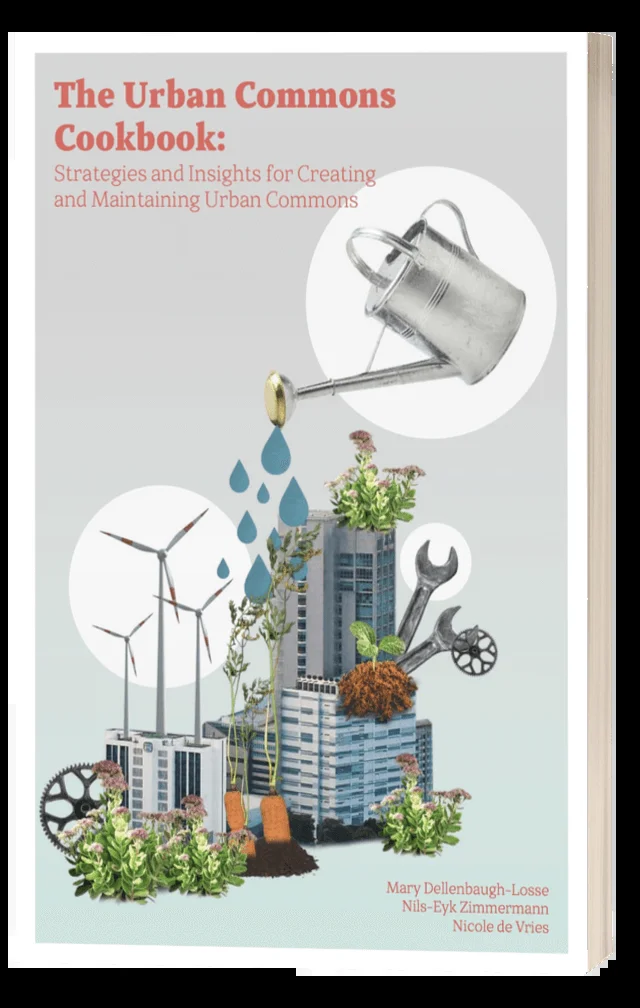 The Urban Commons
Cookbook:
Strategies and Insights for Creating
and Maintaining Urban Commons
Mary Dellenbaugh-Losse
Nils-Eyk Zimmermann
Nicole de Vries